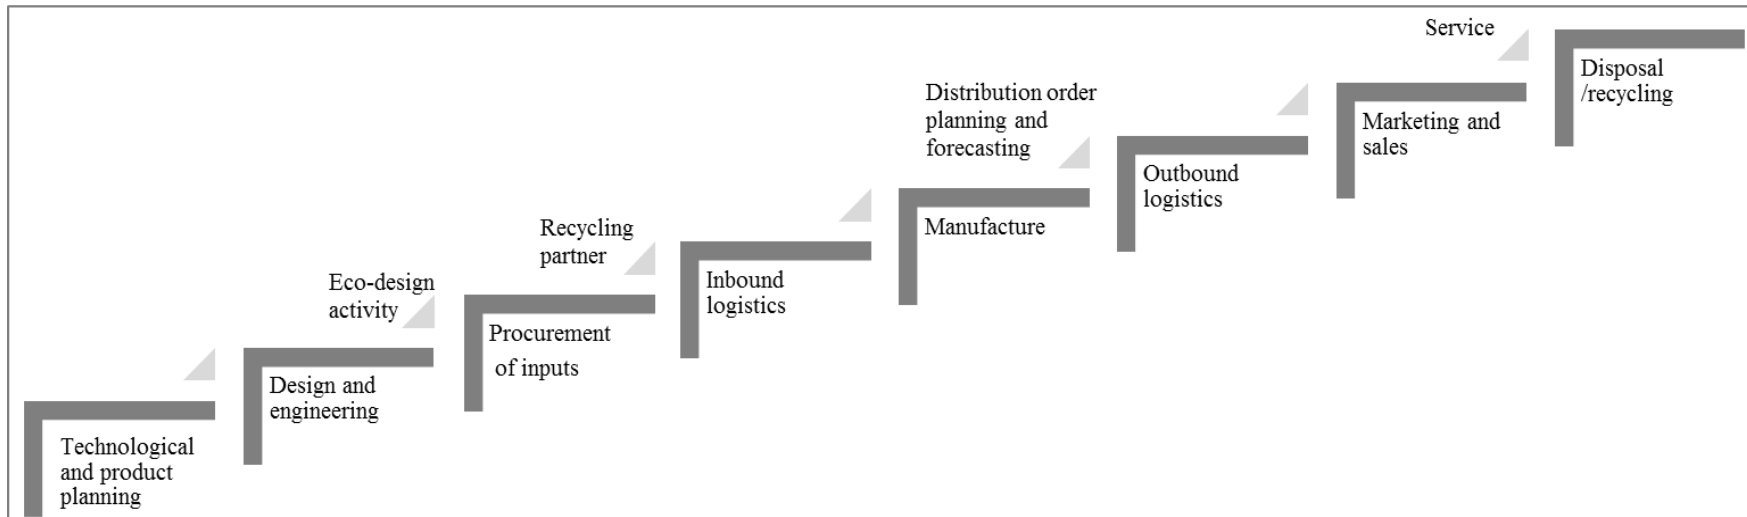 Technological
and product
planning
Design and
engineering
Eco-design
activity
Procurement
of inputs
Recycling
partner
Inbound
logistics
Manufacture
Distribution order
planning and
forecasting
Outbound
logistics
Marketing and
sales
Service
Disposal
/recycling